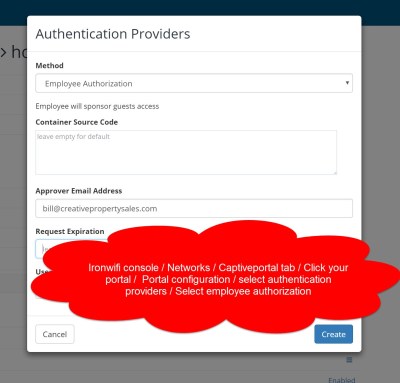 Authentication Providers
> ho
Method
Employee Authorization
Employee will sponsor guests access
Container Source Code
leave empty for default
Approver Email Address
bill@creativepropertysales.com
Request Expiration
Ironwifi console / Networks / Captiveportal tab / Click your
portal / Portal configuration / select authentication
providers / Select employee authorization
Cancel
Create
Enabled